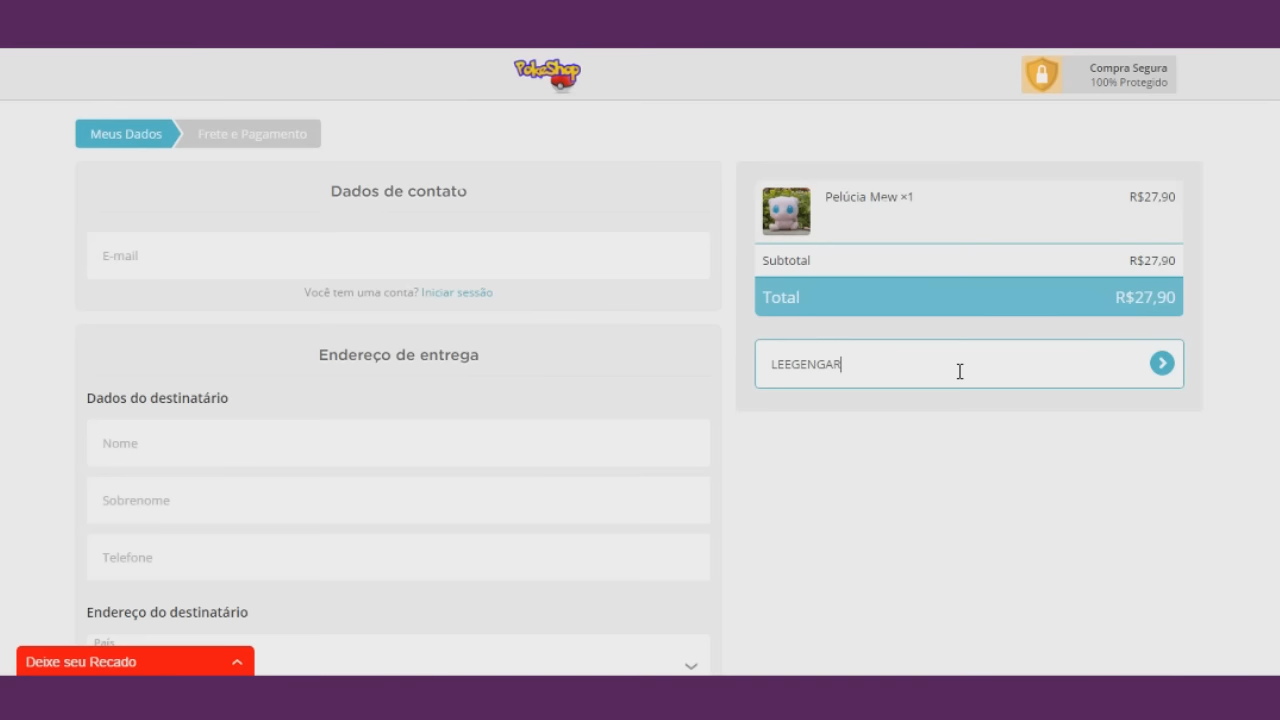 PokeShop
Compra Segura
100% Protegido
Meus Dados
Frete e Pagamento
Dados de contato
E-mail
Você tem uma conta? Iniciar sessão
Endereço de entrega
Dados do destinatário
Nome
Sobrenome
Telefone
Endereço do destinatário
País
Pelúcia Mew ×1 R$27,90
Subtotal R$27,90
Total R$27,90
LEEGENGAR
Deixe seu Recado